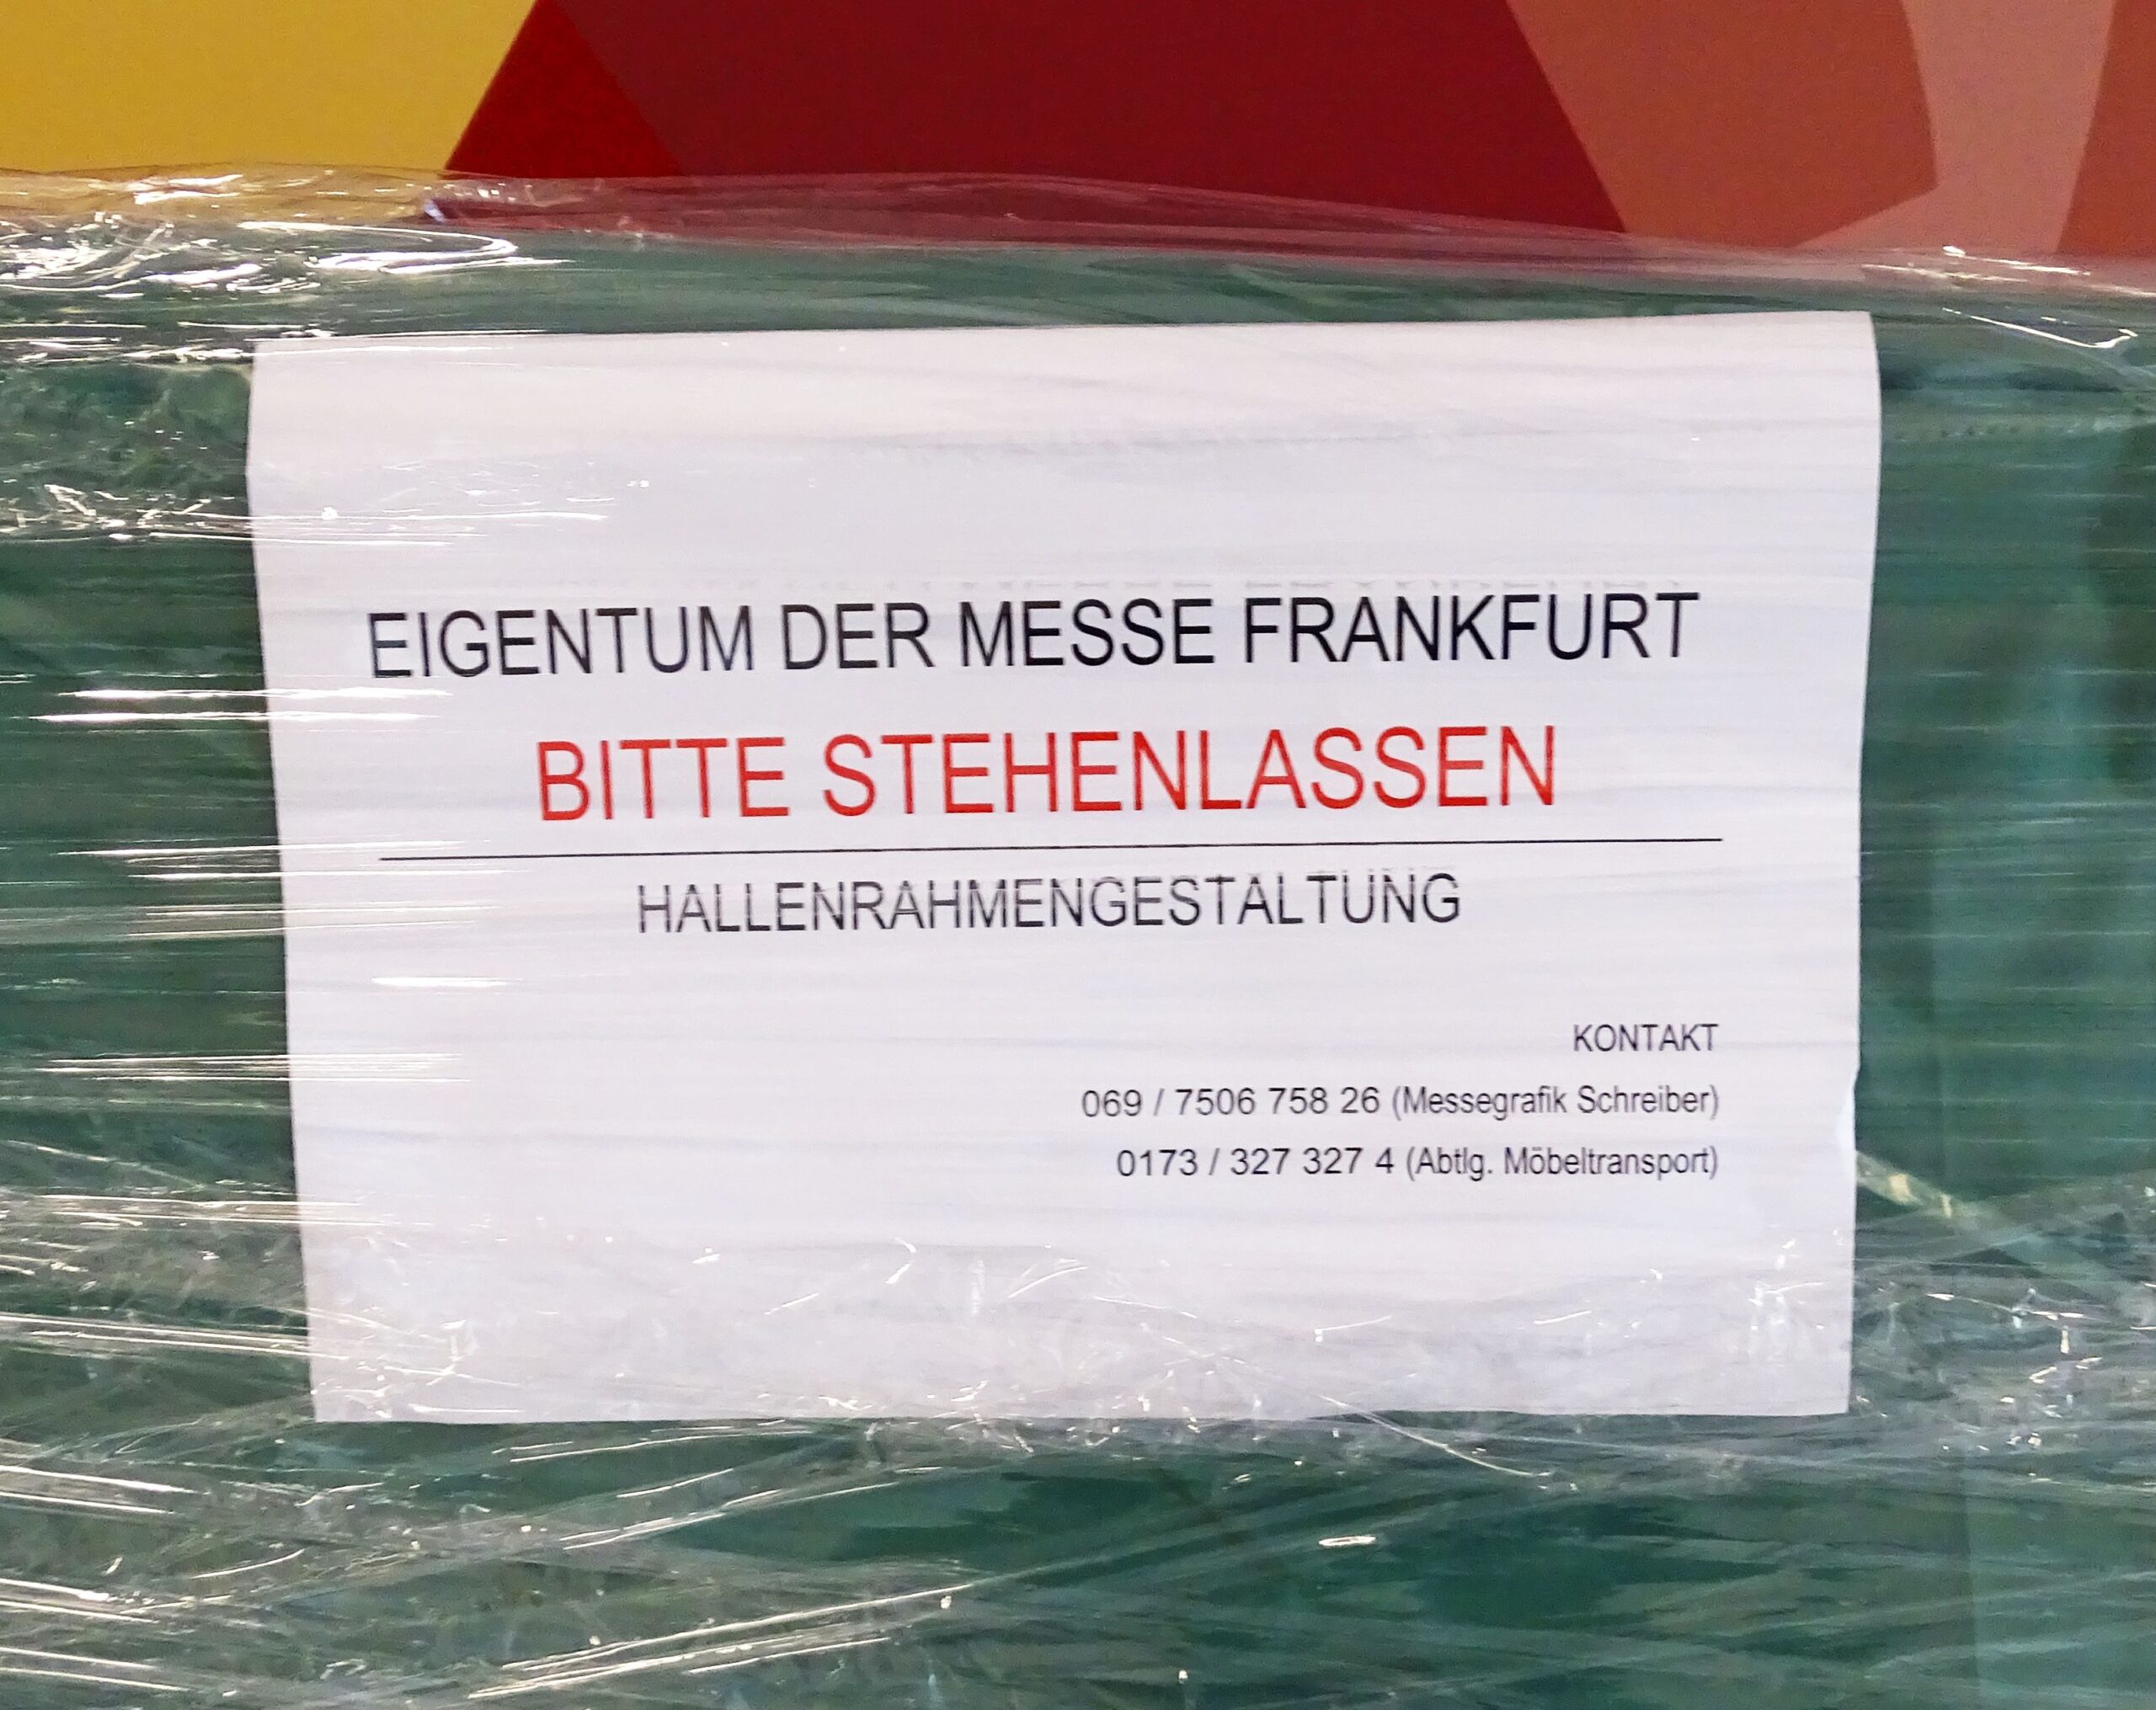 EIGENTUM DER MESSE FRANKFURT
BITTE STEHENLASSEN
HALLENRAHMENGESTALTUNG
KONTAKT
069 / 7506 758 26 (Messegrafik Schreiber)
0173 / 327 327 4 (Abtlg. Möbeltransport)